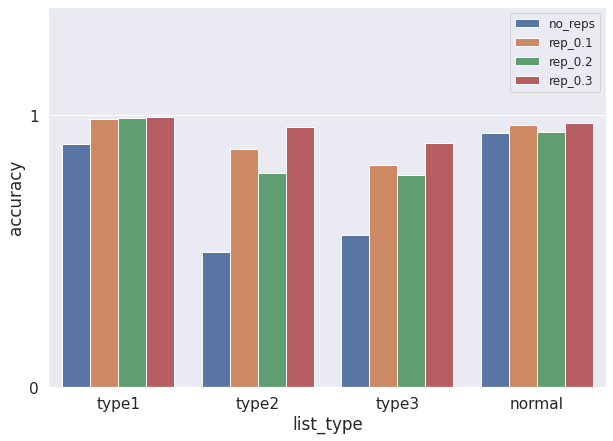 no_reps
rep_0.1
rep_0.2
rep_0.3
1
0
accuracy
type1 type2 type3 normal
list_type